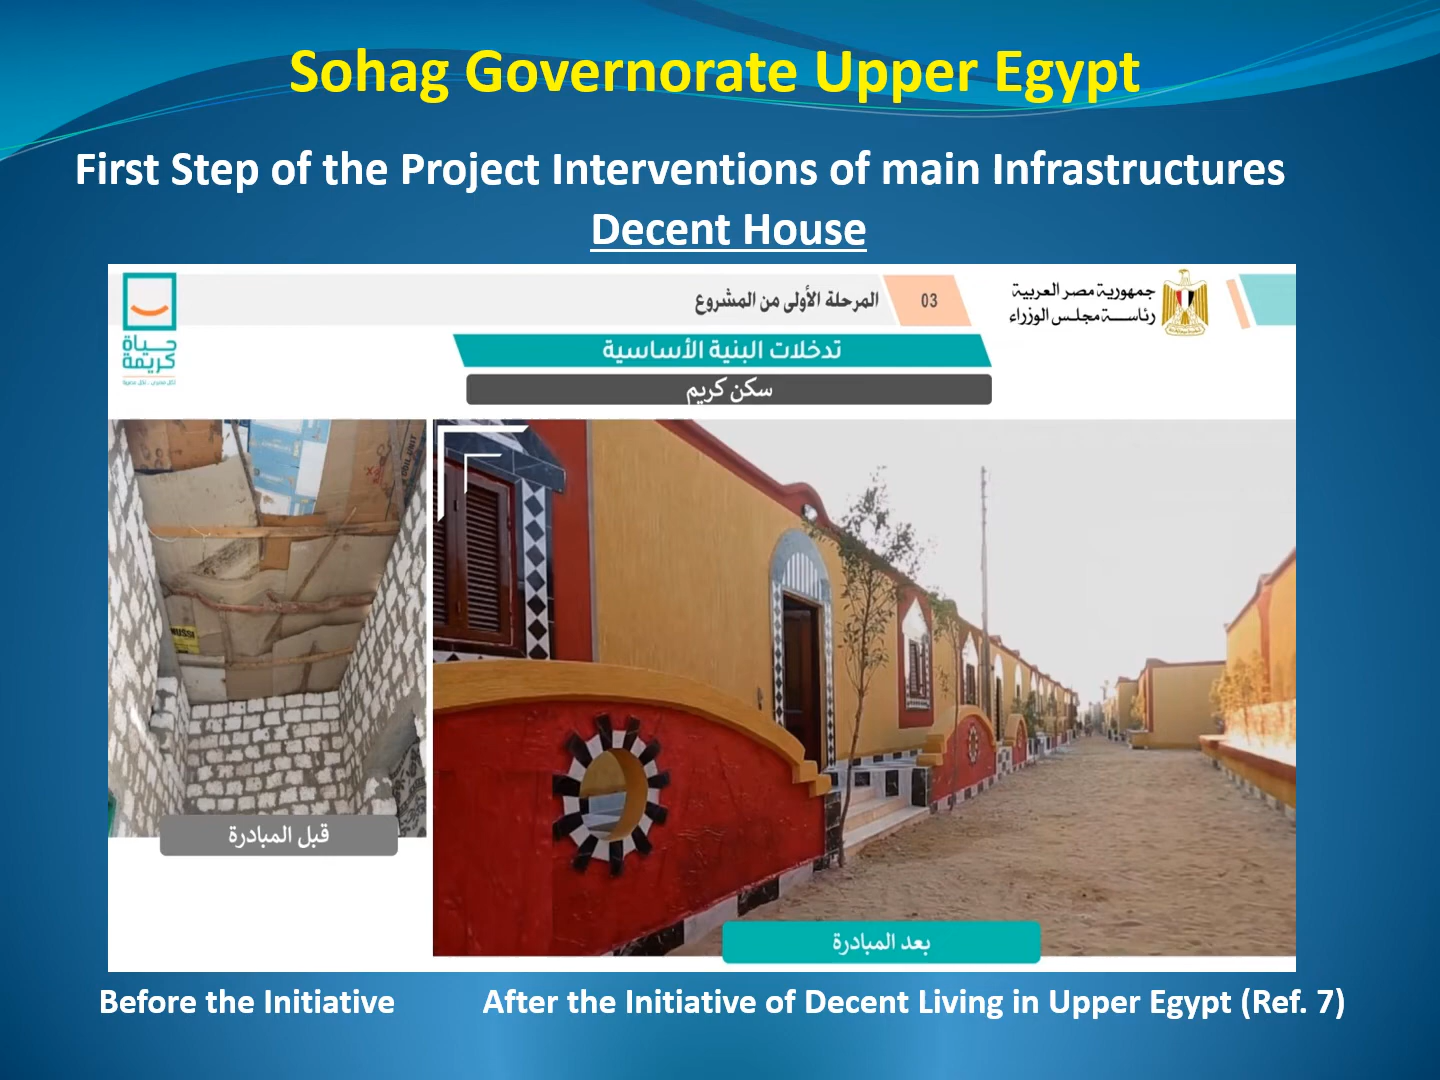 Sohag Governorate Upper Egypt
First Step of the Project Interventions of main Infrastructures
Decent House
حياة
كريمة
المرحلة الأولى من المشروع
03
جمهورية مصر العربية
رئاسة مجلس الوزراء
تدخلات البنية الأساسية
سكن كريم
قبل المبادرة
بعد المبادرة
Before the Initiative
After the Initiative of Decent Living in Upper Egypt (Ref. 7)